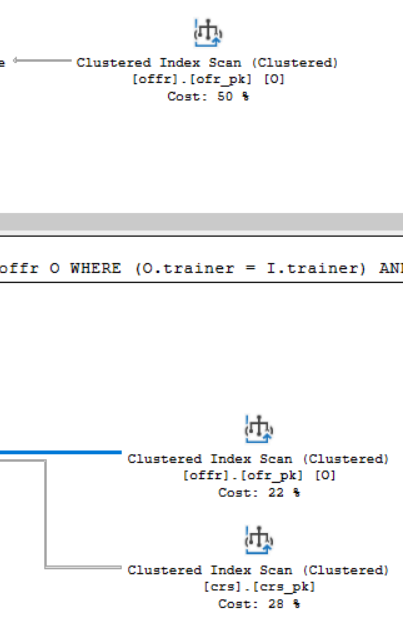 e
Clustered Index Scan (Clustered)
[offr].[ofr_pk] [O]
Cost: 50 %
offr O WHERE (O.trainer = I.trainer) AN
Clustered Index Scan (Clustered)
[offr].[ofr_pk] [O]
Cost: 22 %
Clustered Index Scan (Clustered)
[crs].[crs_pk]
Cost: 28 %